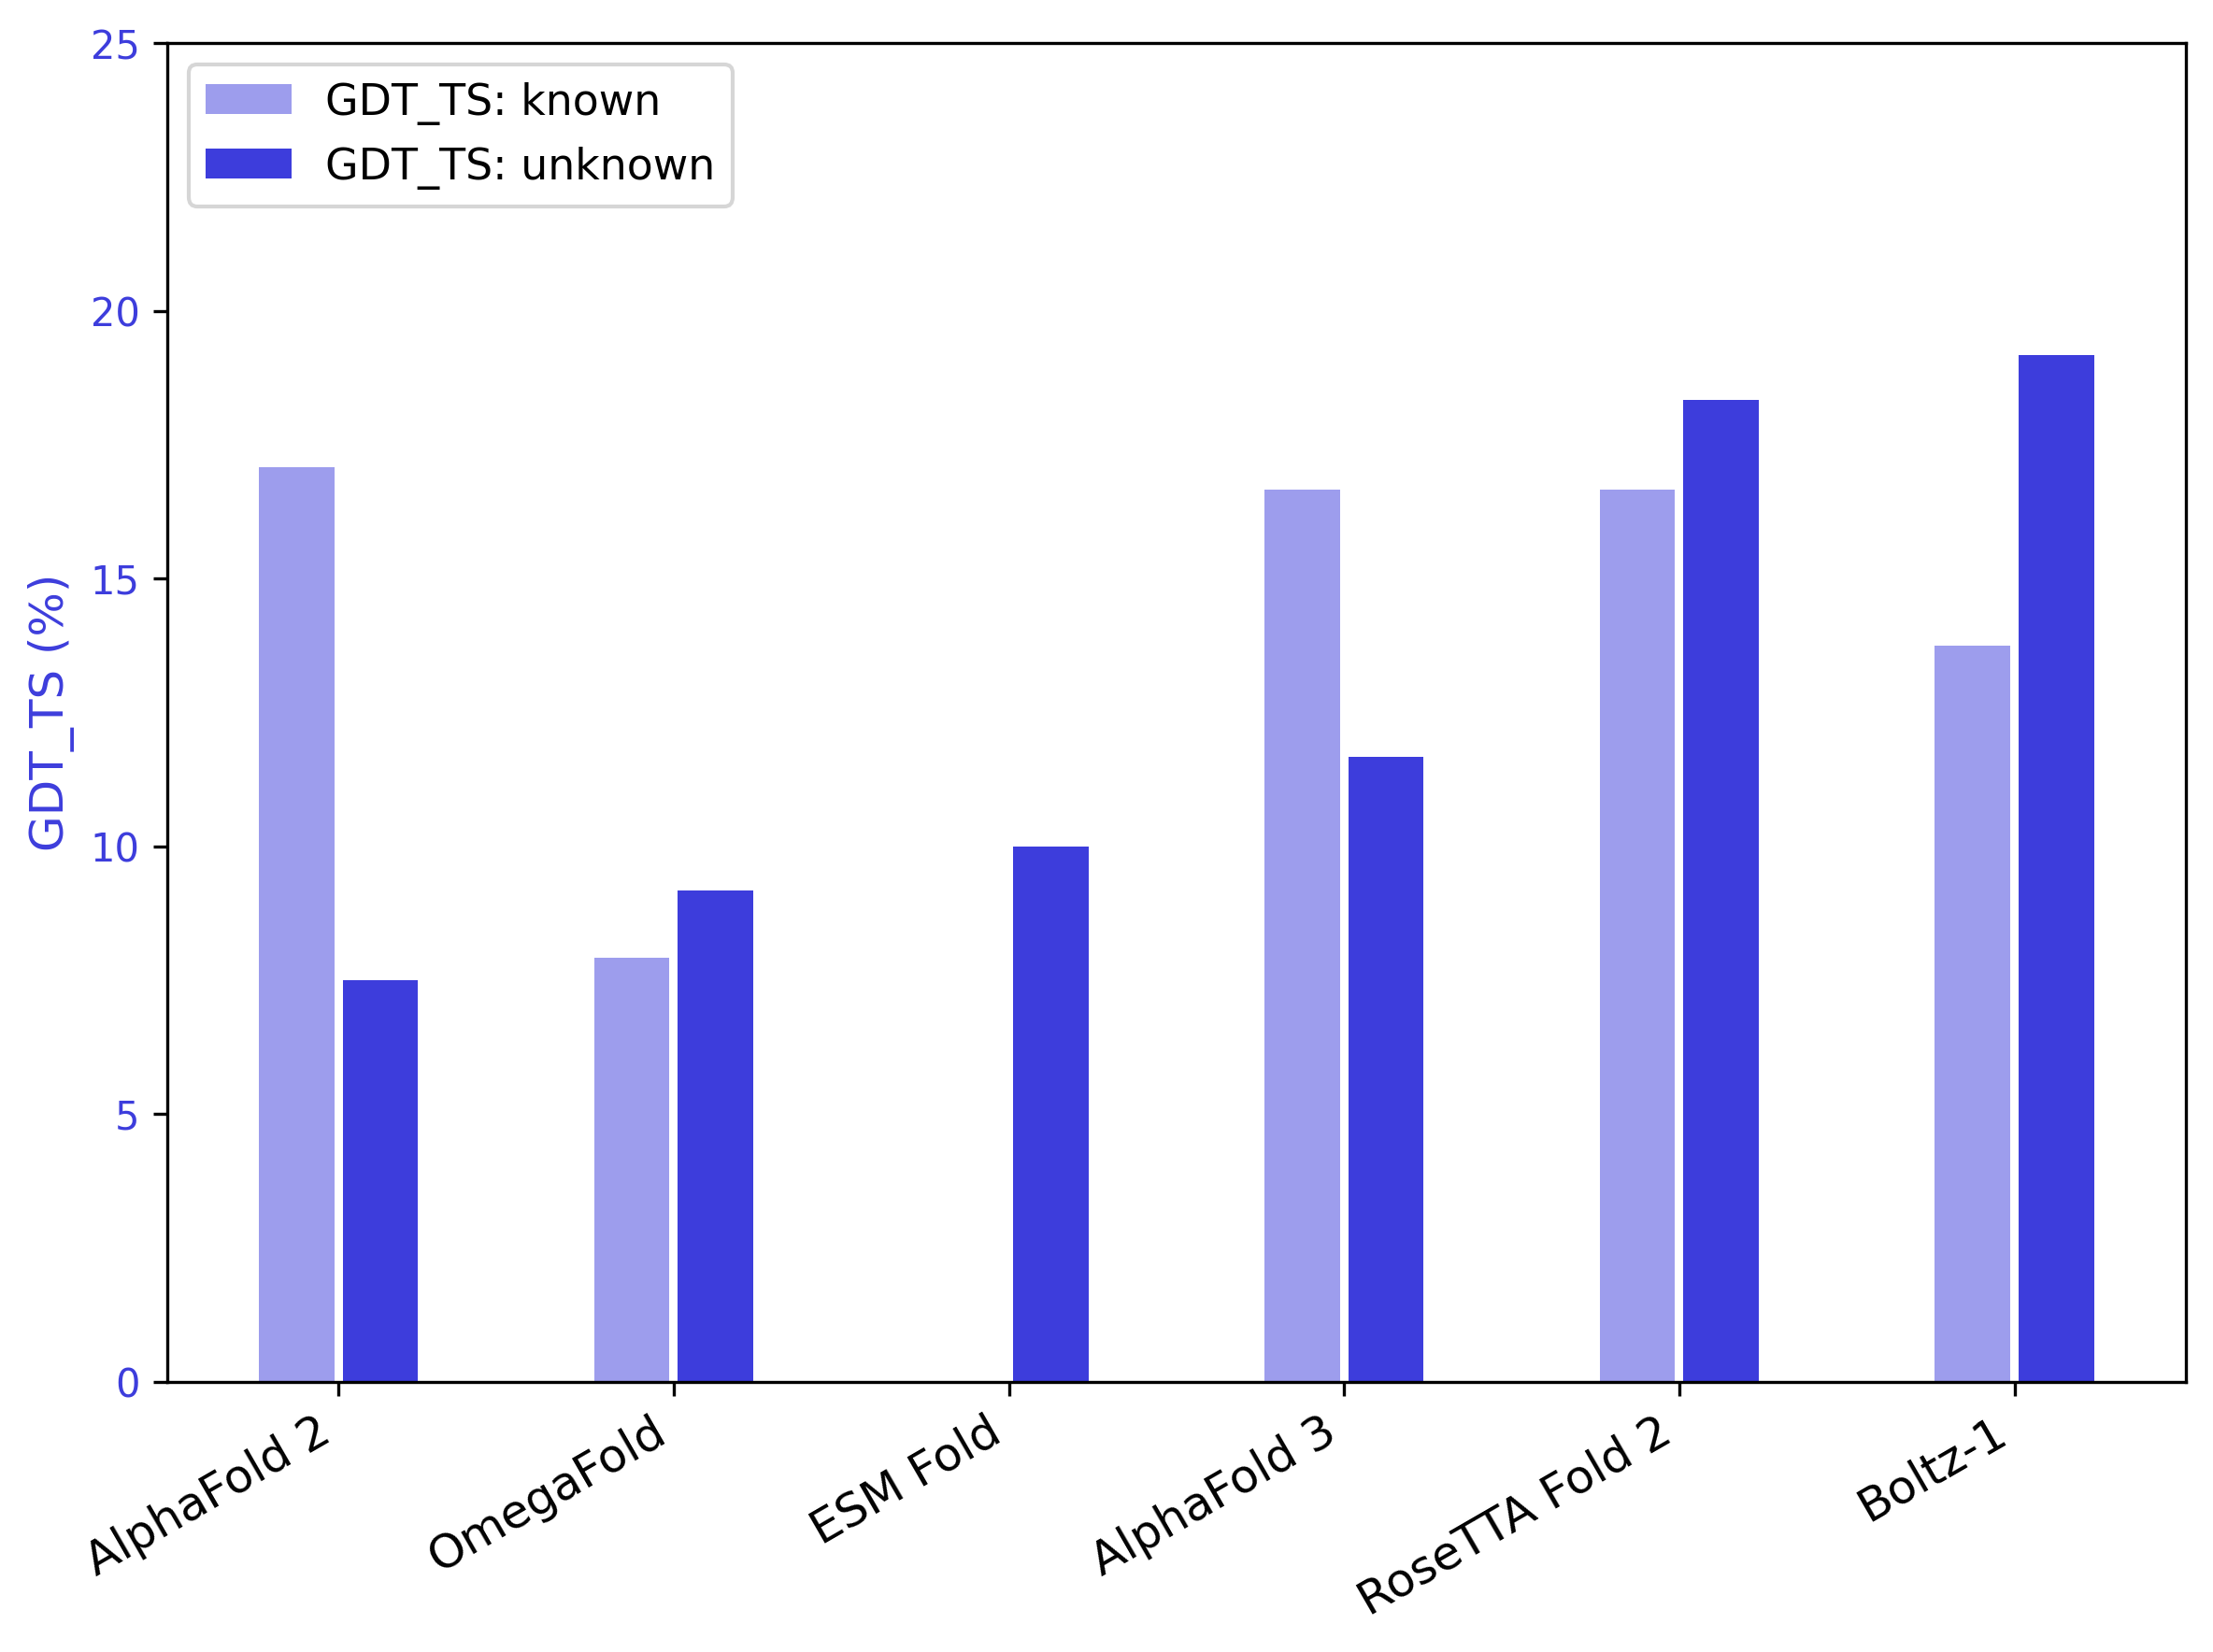 GDT_TS: known
GDT_TS: unknown
GDT_TS (%)
25
20
15
10
5
0
AlphaFold 2
OmegaFold
ESM Fold
AlphaFold 3
RoseTTA Fold 2
Boltz-1